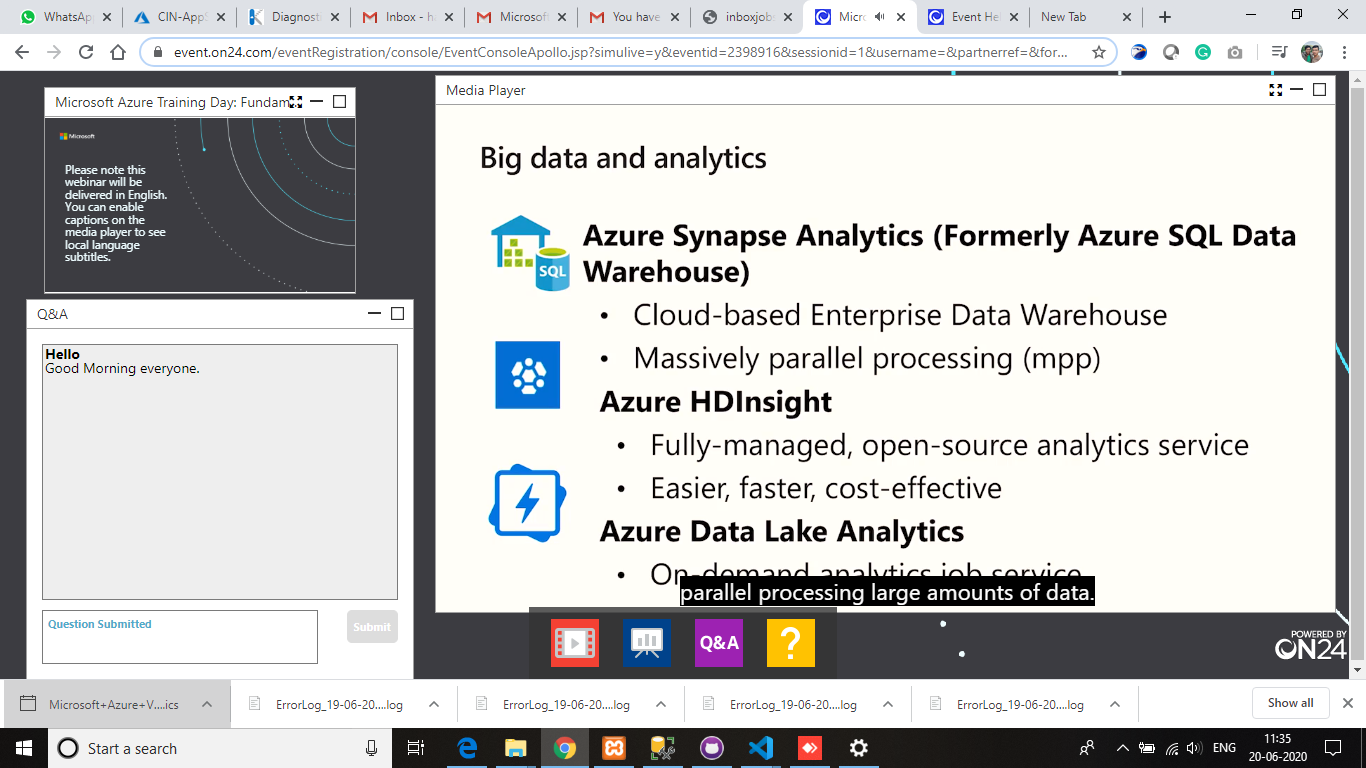 WhatsApp
CIN-AppS
Diagnost
Inbox - h
Microsoft
You have
inboxjobs
Micro
Event Hel
New Tab
event.on24.com/eventRegistration/console/EventConsoleApollo.jsp?simulive=y&eventid=2398916&sessionid=1&username=&partnerref=&for...
Microsoft Azure Training Day: Fundam
Microsoft
Please note this
webinar will be
delivered in English.
You can enable
captions on the
media player to see
local language
subtitles.
Q&A
Hello
Good Morning everyone.
Question Submitted
Submit
Media Player
Big data and analytics
SQL
Azure Synapse Analytics (Formerly Azure SQL Data
Warehouse)
• Cloud-based Enterprise Data Warehouse
• Massively parallel processing (mpp)
Azure HDInsight
• Fully-managed, open-source analytics service
• Easier, faster, cost-effective
Azure Data Lake Analytics
• On-demand analytics job service
parallel processing large amounts of data.
Q&A
?
POWERED BY
ON24
Microsoft+Azure+V....ics
ErrorLog_19-06-20....log
ErrorLog_19-06-20....log
ErrorLog_19-06-20....log
ErrorLog_19-06-20....log
Show all
Start a search
ENG
11:35
20-06-2020